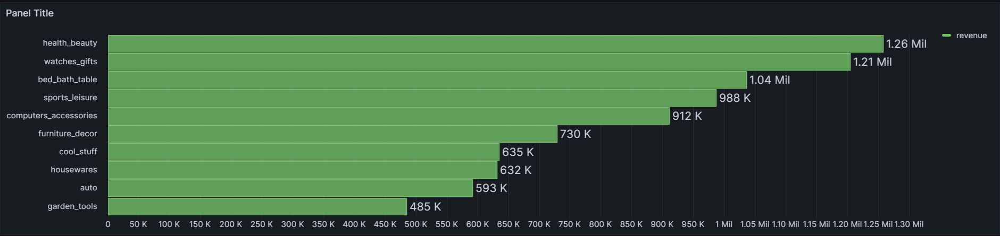 Panel Title
revenue
health_beauty 1.26 Mil
watches_gifts 1.21 Mil
bed_bath_table 1.04 Mil
sports_leisure 988 K
computers_accessories 912 K
furniture_decor 730 K
cool_stuff 635 K
housewares 632 K
auto 593 K
garden_tools 485 K
0 50 K 100 K 150 K 200 K 250 K 300 K 350 K 400 K 450 K 500 K 550 K 600 K 650 K 700 K 750 K 800 K 850 K 900 K 950 K 1 Mil 1.05 Mil 1.10 Mil 1.15 Mil 1.20 Mil 1.25 Mil 1.30 Mil